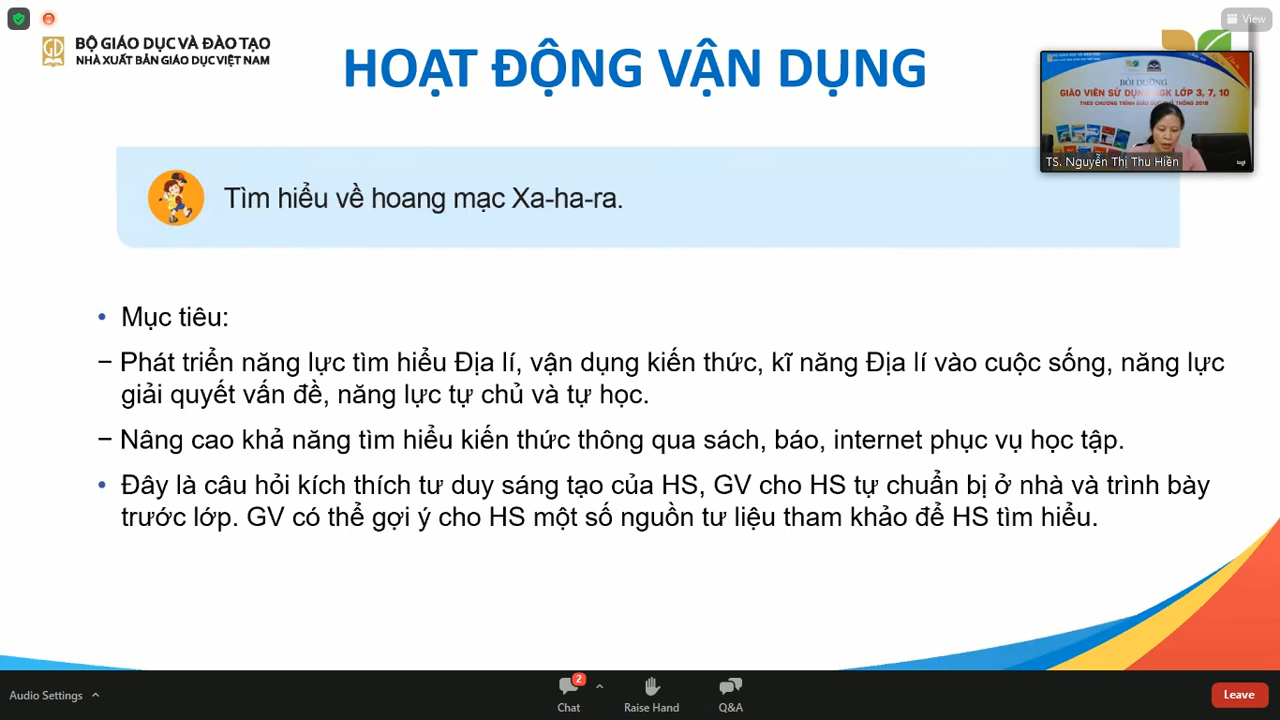 View
BỘ GIÁO DỤC VÀ ĐÀO TẠO
NHÀ XUẤT BẢN GIÁO DỤC VIỆT NAM
HOẠT ĐỘNG VẬN DỤNG
BỒI DƯỠNG
GIÁO VIÊN SỬ DỤNG SGK LỚP 3, 7, 10
TS. Nguyễn Thị Thu Hiền
logi
Tìm hiểu về hoang mạc Xa-ha-ra.
• Mục tiêu:
– Phát triển năng lực tìm hiểu Địa lí, vận dụng kiến thức, kĩ năng Địa lí vào cuộc sống, năng lực
giải quyết vấn đề, năng lực tự chủ và tự học.
– Nâng cao khả năng tìm hiểu kiến thức thông qua sách, báo, internet phục vụ học tập.
• Đây là câu hỏi kích thích tư duy sáng tạo của HS, GV cho HS tự chuẩn bị ở nhà và trình bày
trước lớp. GV có thể gợi ý cho HS một số nguồn tư liệu tham khảo để HS tìm hiểu.
Audio Settings
2
Chat
Raise Hand
Q&A
Leave